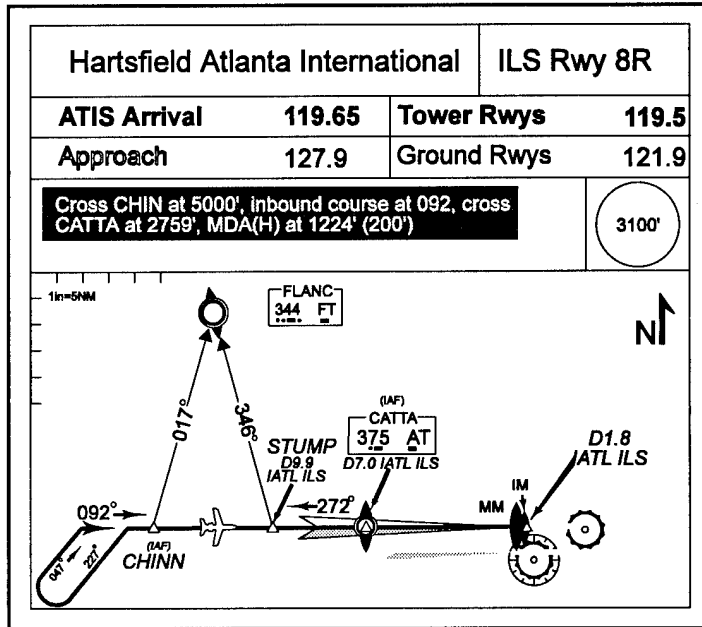 Hartsfield Atlanta International
ILS Rwy 8R
ATIS Arrival 119.65
Tower Rwys 119.5
Approach 127.9
Ground Rwys 121.9
Cross CHIN at 5000', inbound course at 092, cross
CATTA at 2759', MDA(H) at 1224' (200')
3100'
1in=5NM
FLANC
344 FT
N
017°
346°
(IAF)
CATTA
375 AT
D7.0 IATL ILS
STUMP
D9.9
IATL ILS
D1.8
IATL ILS
IM
MM
092°
272°
(IAF)
CHINN
047°
227°